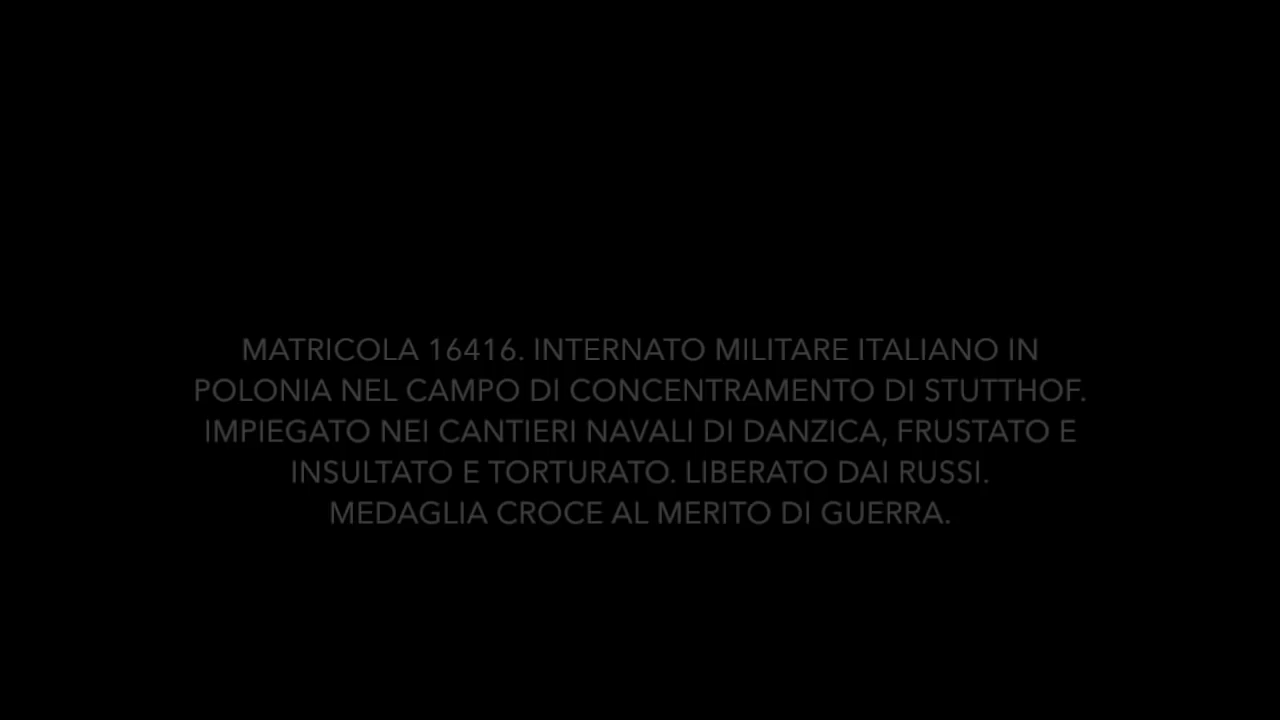 MATRICOLA 16416. INTERNATO MILITARE ITALIANO IN
POLONIA NEL CAMPO DI CONCENTRAMENTO DI STUTTHOF.
IMPIEGATO NEI CANTIERI NAVALI DI DANZICA, FRUSTATO E
INSULTATO E TORTURATO. LIBERATO DAI RUSSI.
MEDAGLIA CROCE AL MERITO DI GUERRA.